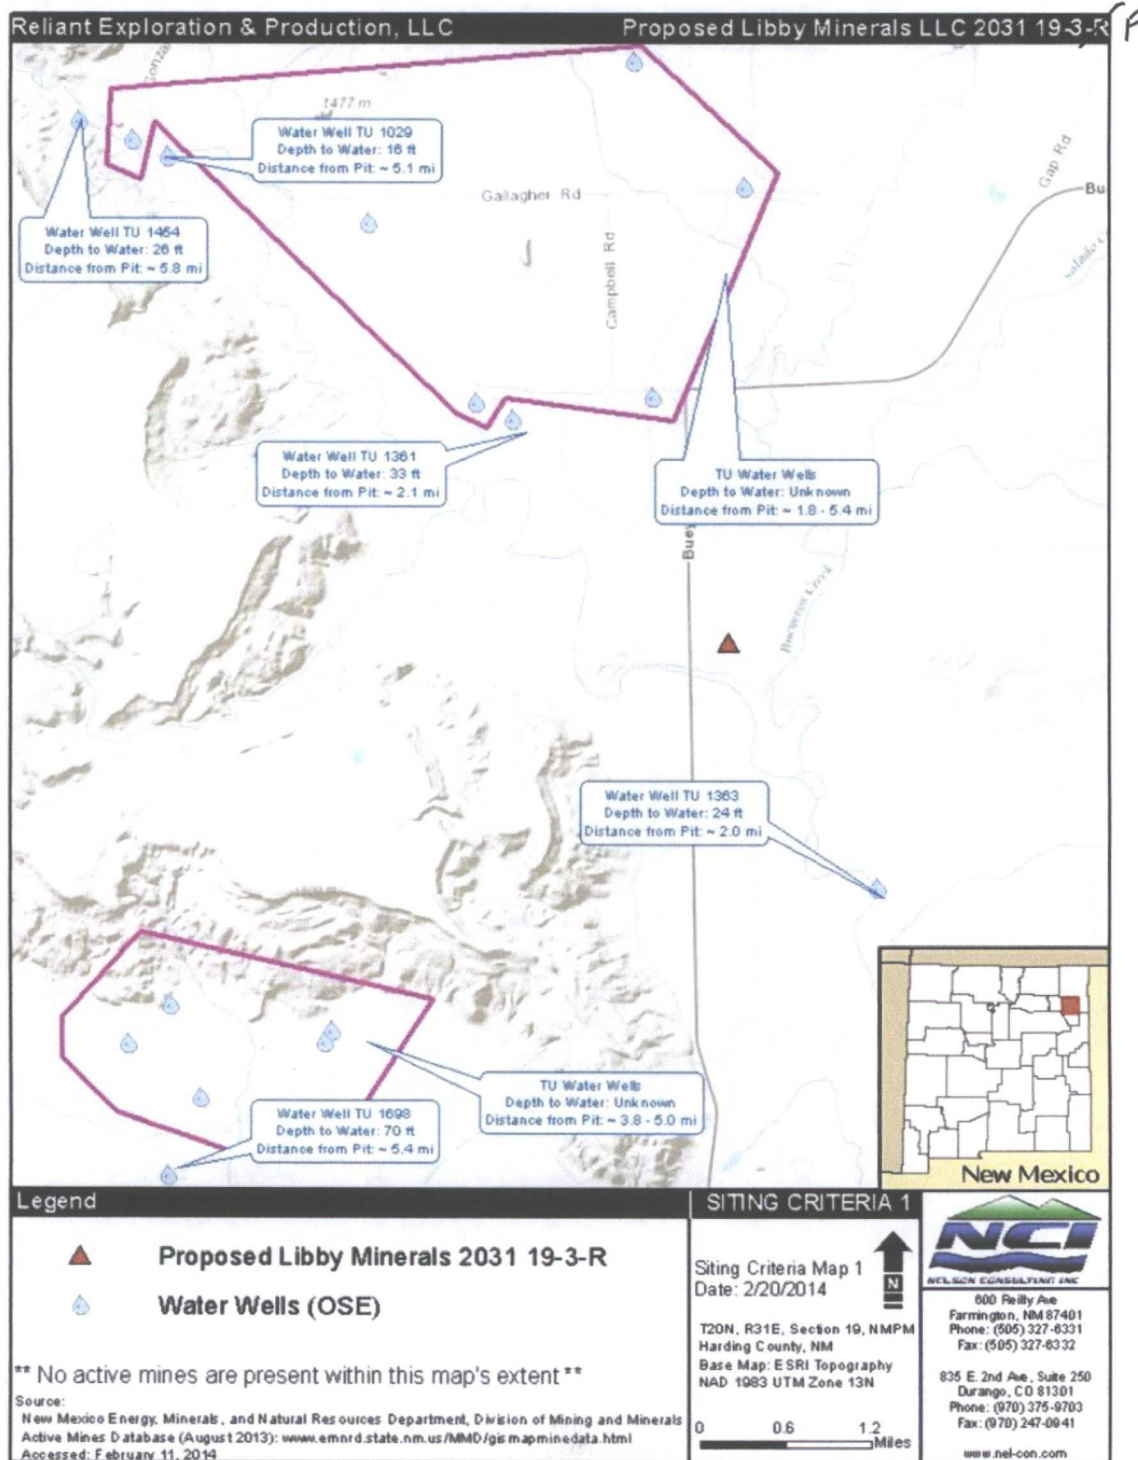 Reliant Exploration & Production, LLC
Proposed Libby Minerals LLC 2031 19-3-R
1477 m
Water Well TU 1029
Depth to Water: 16 ft
Distance from Pit: ~ 5.1 mi
Gallagher Rd
Gap Rd
Water Well TU 1454
Depth to Water: 26 ft
Distance from Pit: ~ 5.8 mi
Campbell Rd
Water Well TU 1361
Depth to Water: 33 ft
Distance from Pit: ~ 2.1 mi
TU Water Wells
Depth to Water: Unknown
Distance from Pit: ~ 1.8 - 5.4 mi
Buey
Bueyeros Creek
Water Well TU 1363
Depth to Water: 24 ft
Distance from Pit: ~ 2.0 mi
TU Water Wells
Depth to Water: Unknown
Distance from Pit: ~ 3.8 - 5.0 mi
Water Well TU 1698
Depth to Water: 70 ft
Distance from Pit: ~ 5.4 mi
New Mexico
Legend
Proposed Libby Minerals 2031 19-3-R
Water Wells (OSE)
** No active mines are present within this map's extent **
Source:
New Mexico Energy, Minerals, and Natural Resources Department, Division of Mining and Minerals
Active Mines Database (August 2013): www.emnrd.state.nm.us/MMD/gismapminedata.html
Accessed: February 11, 2014
SITING CRITERIA 1
Siting Criteria Map 1
Date: 2/20/2014
N
T20N, R31E, Section 19, NMPM
Harding County, NM
Base Map: ESRI Topography
NAD 1983 UTM Zone 13N
0 0.6 1.2
Miles
NCI
NELSON CONSULTING INC
600 Reilly Ave
Farmington, NM 87401
Phone: (505) 327-6331
Fax: (505) 327-6332
835 E. 2nd Ave, Suite 250
Durango, CO 81301
Phone: (970) 375-9703
Fax: (970) 247-0941
www.nel-con.com